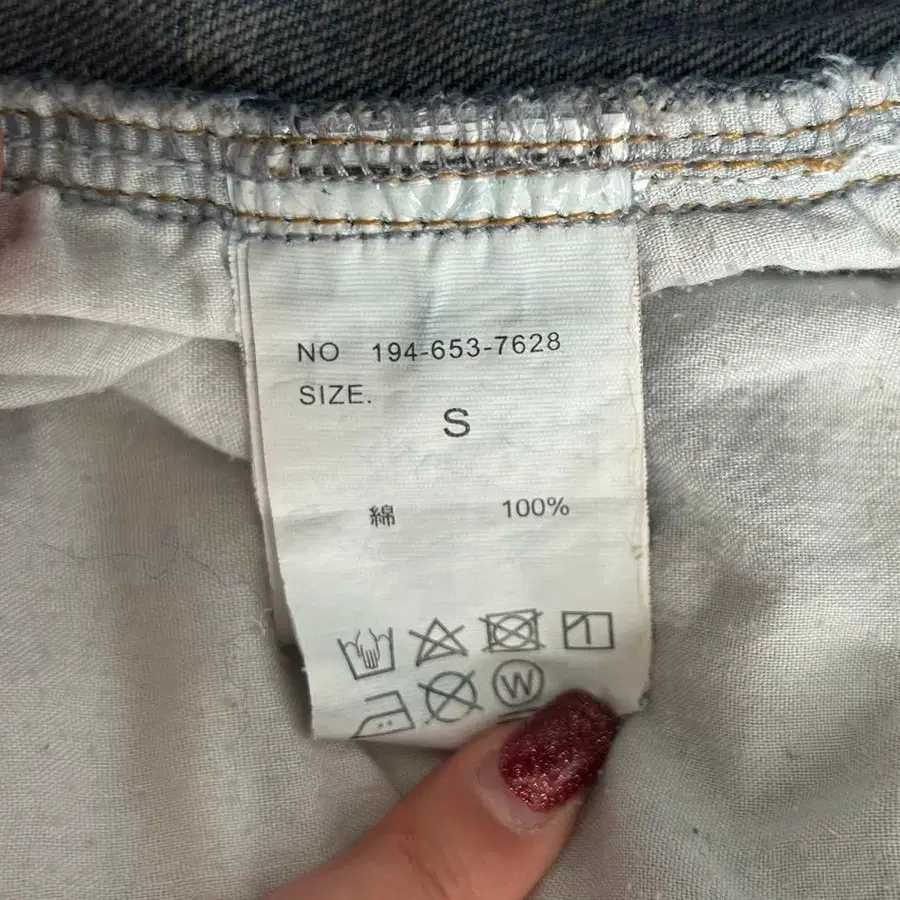 NO 194-653-7628
SIZE.
S
綿 100%
W